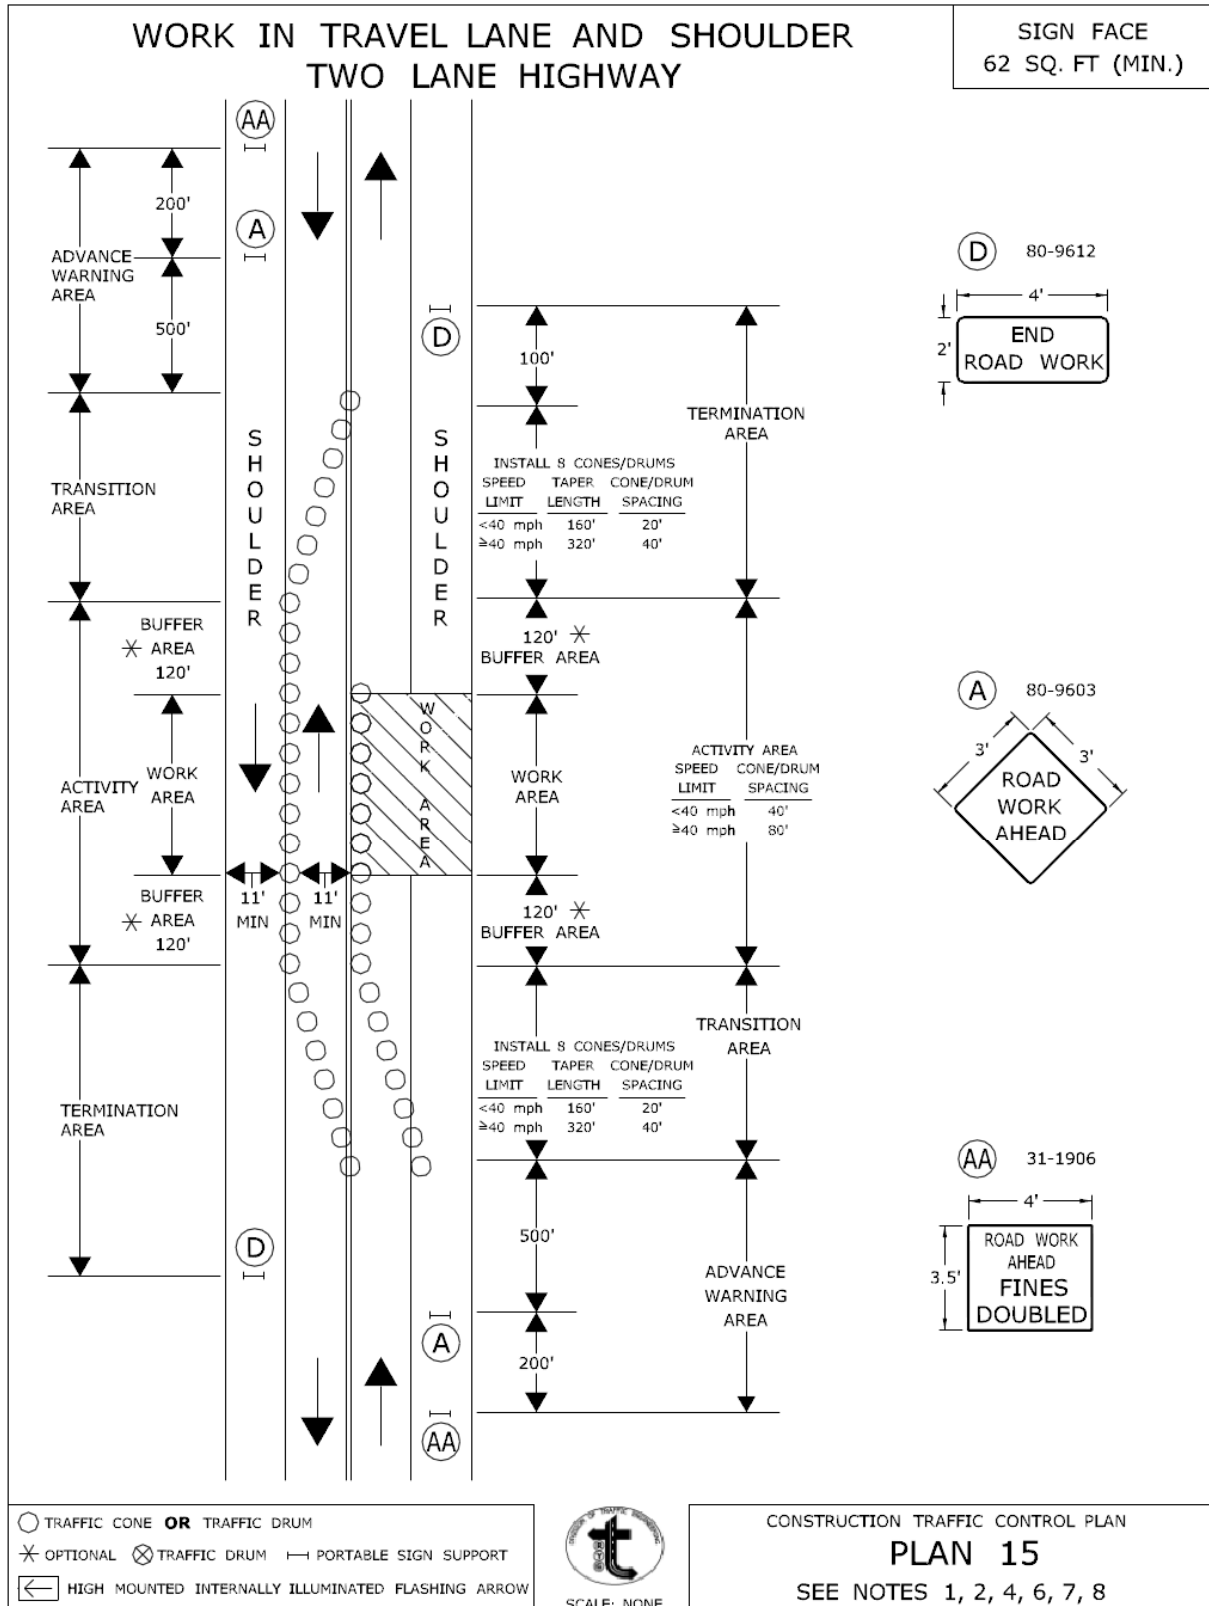 WORK IN TRAVEL LANE AND SHOULDER
TWO LANE HIGHWAY
SIGN FACE
62 SQ. FT (MIN.)
AA
200'
A
ADVANCE
WARNING
AREA
500'
TRANSITION
AREA
BUFFER
AREA
120'
ACTIVITY
AREA
WORK
AREA
BUFFER
AREA
120'
TERMINATION
AREA
SHOULDER
SHOULDER
WORK AREA
11'
MIN
11'
MIN
D
D
100'
TERMINATION
AREA
INSTALL 8 CONES/DRUMS
SPEED TAPER CONE/DRUM
LIMIT LENGTH SPACING
<40 mph 160' 20'
≥40 mph 320' 40'
120'
BUFFER AREA
WORK
AREA
ACTIVITY AREA
SPEED CONE/DRUM
LIMIT SPACING
<40 mph 40'
≥40 mph 80'
120'
BUFFER AREA
TRANSITION
AREA
INSTALL 8 CONES/DRUMS
SPEED TAPER CONE/DRUM
LIMIT LENGTH SPACING
<40 mph 160' 20'
≥40 mph 320' 40'
500'
ADVANCE
WARNING
AREA
A
200'
AA
D 80-9612
4'
2'
END
ROAD WORK
A 80-9603
3' 3'
ROAD
WORK
AHEAD
AA 31-1906
4'
3.5'
ROAD WORK
AHEAD
FINES
DOUBLED
TRAFFIC CONE OR TRAFFIC DRUM
OPTIONAL TRAFFIC DRUM PORTABLE SIGN SUPPORT
HIGH MOUNTED INTERNALLY ILLUMINATED FLASHING ARROW
DIVISION OF TRAFFIC ENGINEERING
SCALE: NONE
CONSTRUCTION TRAFFIC CONTROL PLAN
PLAN 15
SEE NOTES 1, 2, 4, 6, 7, 8